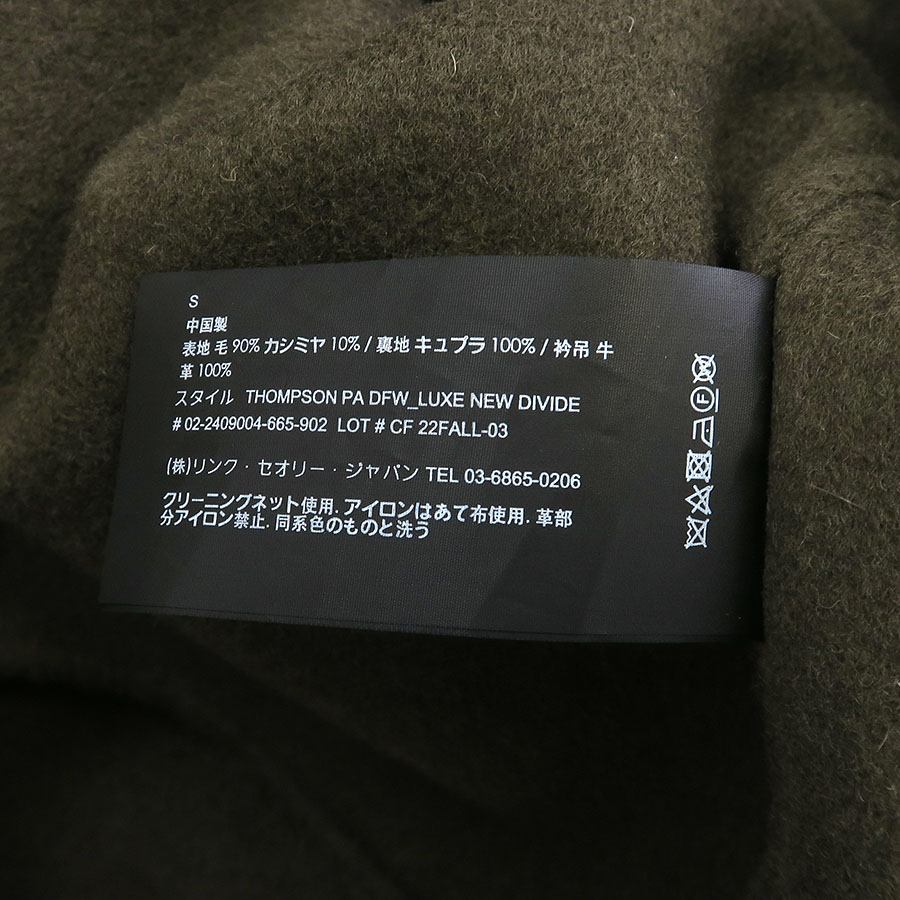 S
中国製
表地 毛 90% カシミヤ 10% / 裏地 キュプラ 100% / 衿吊 牛
革 100%
スタイル THOMPSON PA DFW_LUXE NEW DIVIDE
# 02-2409004-665-902 LOT # CF 22FALL-03
(株)リンク・セオリー・ジャパン TEL 03-6865-0206
クリーニングネット使用. アイロンはあて布使用. 革部
分アイロン禁止. 同系色のものと洗う
F